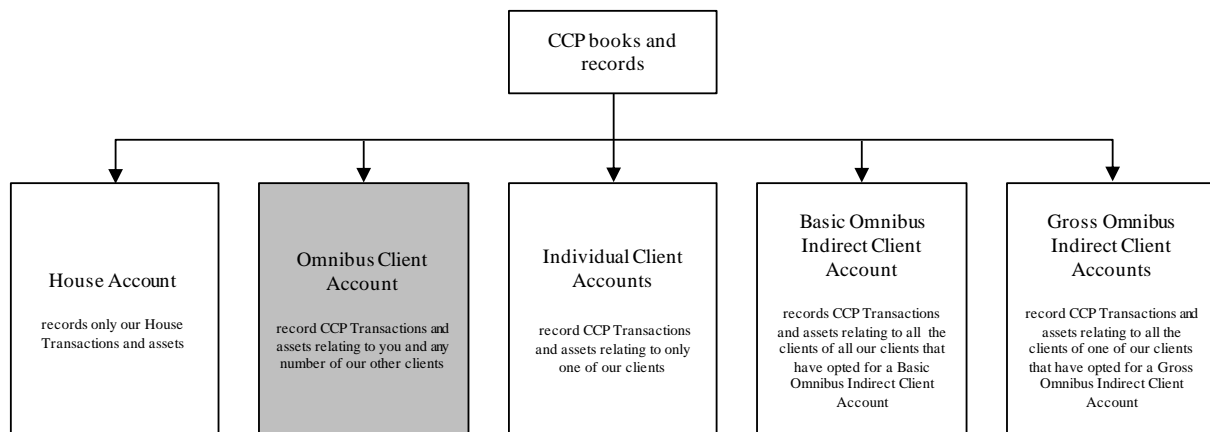 CCP books and
records
House Account
records only our House
Transactions and assets
Omnibus Client
Account
record CCP Transactions and
assets relating to you and any
number of our other clients
Individual Client
Accounts
record CCP Transactions
and assets relating to only
one of our clients
Basic Omnibus
Indirect Client
Account
records CCP Transactions
and assets relating to all the
clients of all our clients that
have opted for a Basic
Omnibus Indirect Client
Account
Gross Omnibus
Indirect Client
Accounts
record CCP Transactions and
assets relating to all the
clients of one of our clients
that have opted for a Gross
Omnibus Indirect Client
Account